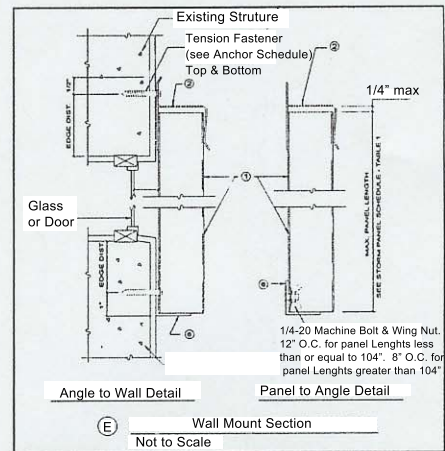 Existing Struture
Tension Fastener
(see Anchor Schedule)
Top & Bottom
2
2
1/4" max
1/2"
EDGE DIST.
1
Glass
or Door
EDGE DIST
1"
MAX. PANEL LENGTH
SEE STORM PANEL SCHEDULE - TABLE 1
6
6
1/4-20 Machine Bolt & Wing Nut.
12" O.C. for panel Lenghts less
than or equal to 104". 8" O.C. for
panel Lenghts greater than 104"
Angle to Wall Detail
Panel to Angle Detail
E
Wall Mount Section
Not to Scale